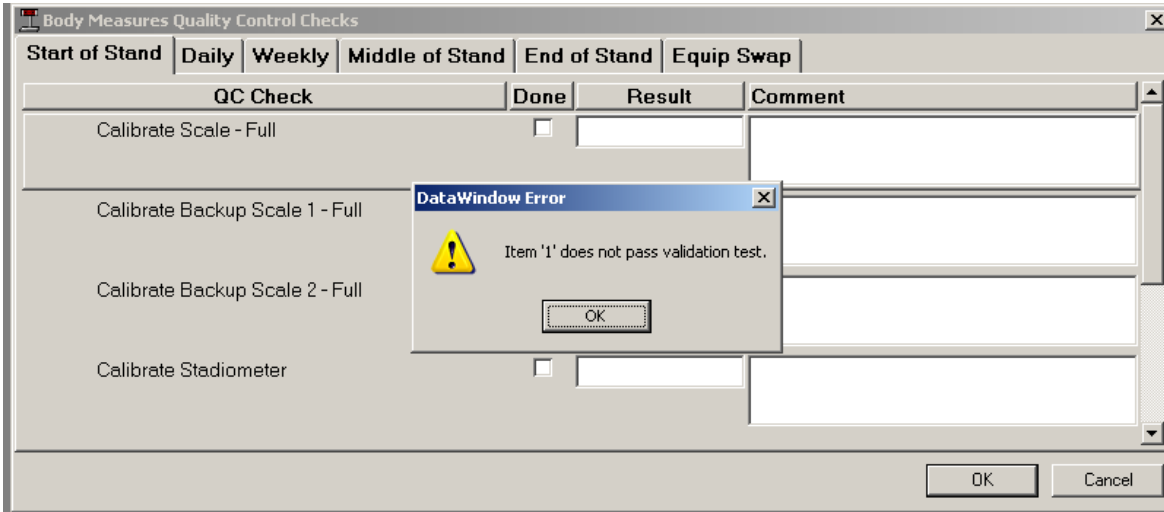 Body Measures Quality Control Checks
Start of Stand Daily Weekly Middle of Stand End of Stand Equip Swap
QC Check Done Result Comment
Calibrate Scale - Full
DataWindow Error
Calibrate Backup Scale 1 - Full
Item '1' does not pass validation test.
Calibrate Backup Scale 2 - Full
OK
Calibrate Stadiometer
OK Cancel